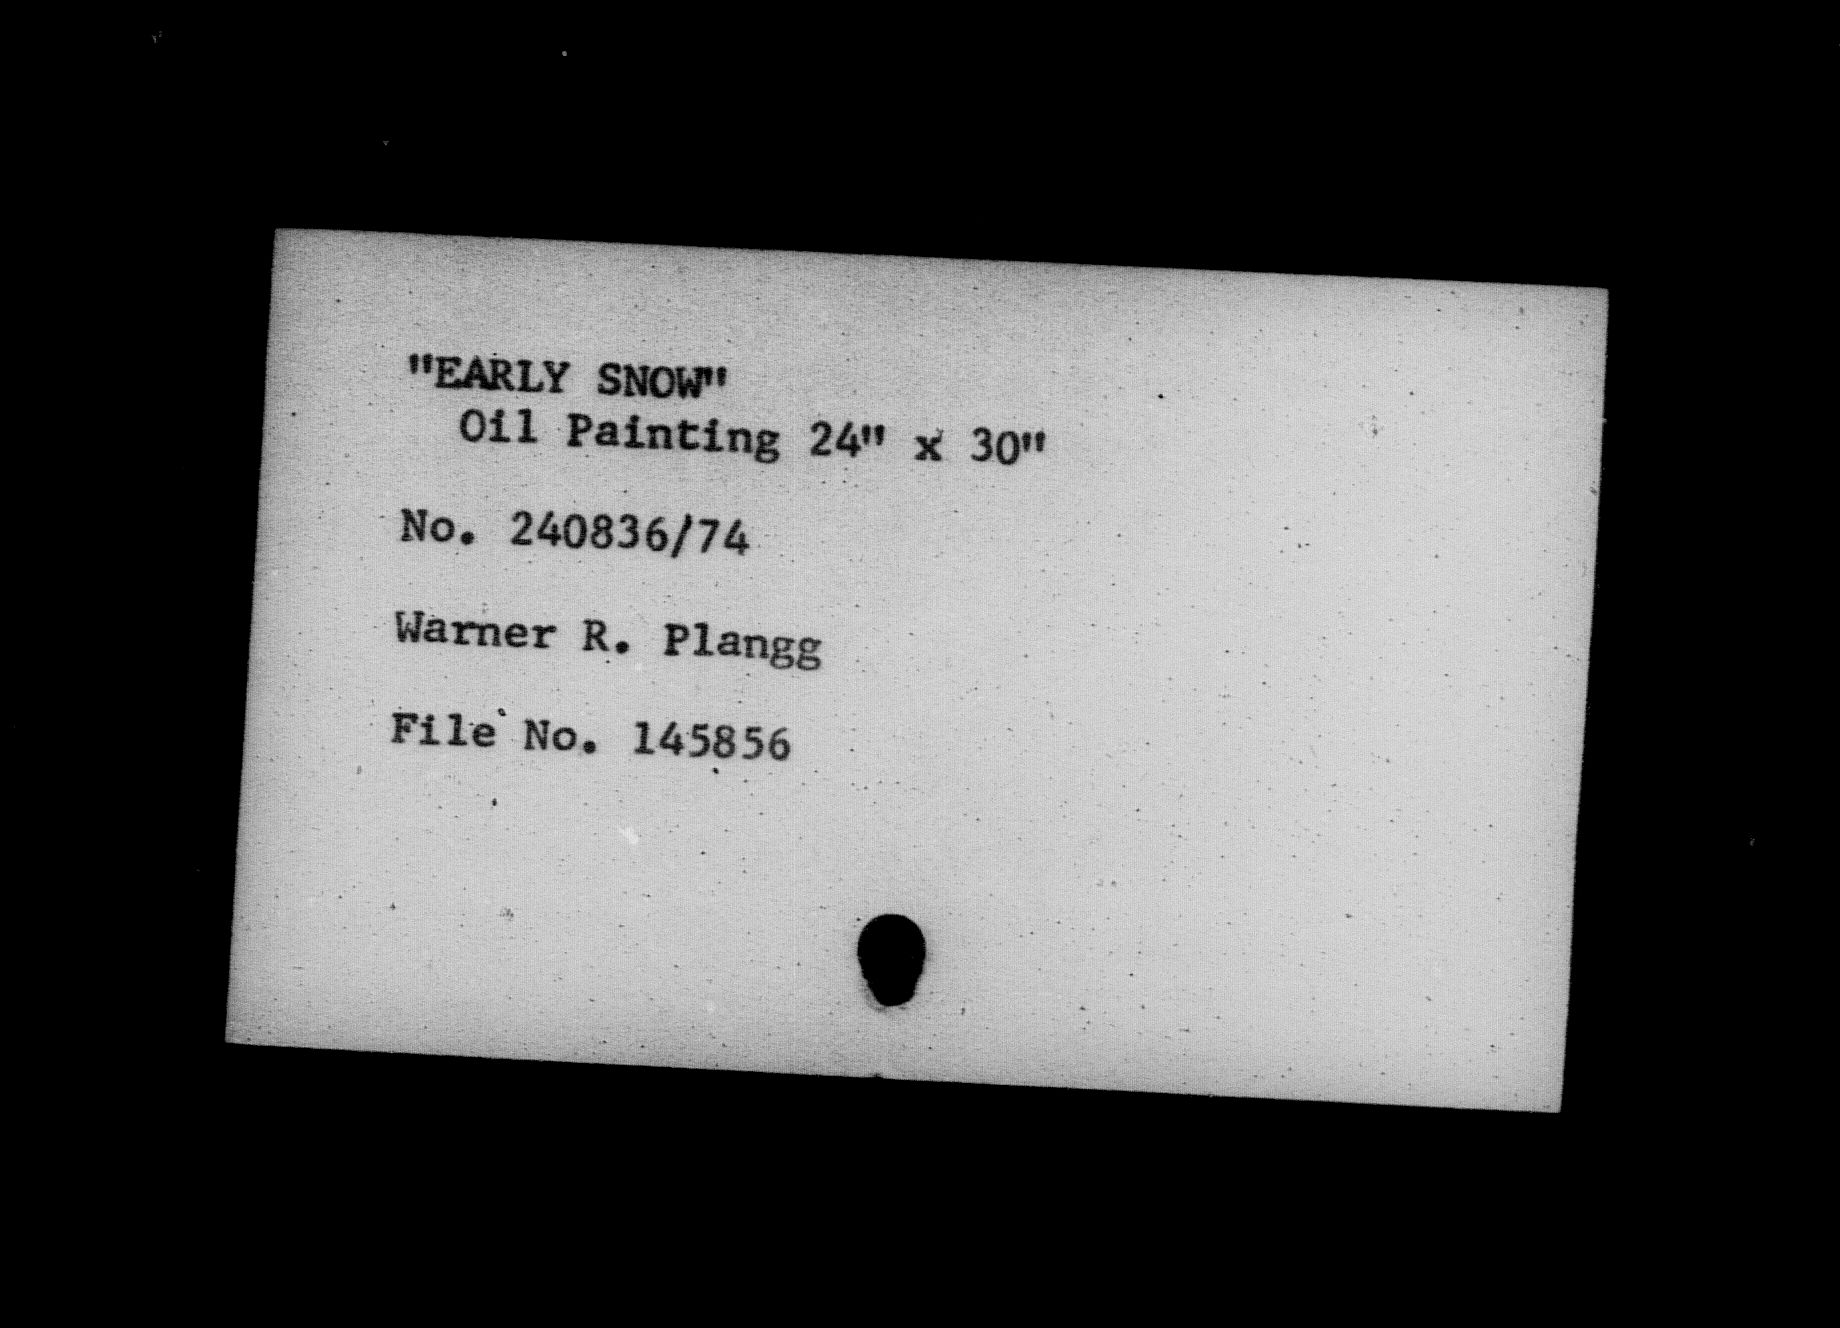 "EARLY SNOW"
Oil Painting 24" x 30"
No. 240836/74
Warner R. Plangg
File No. 145856